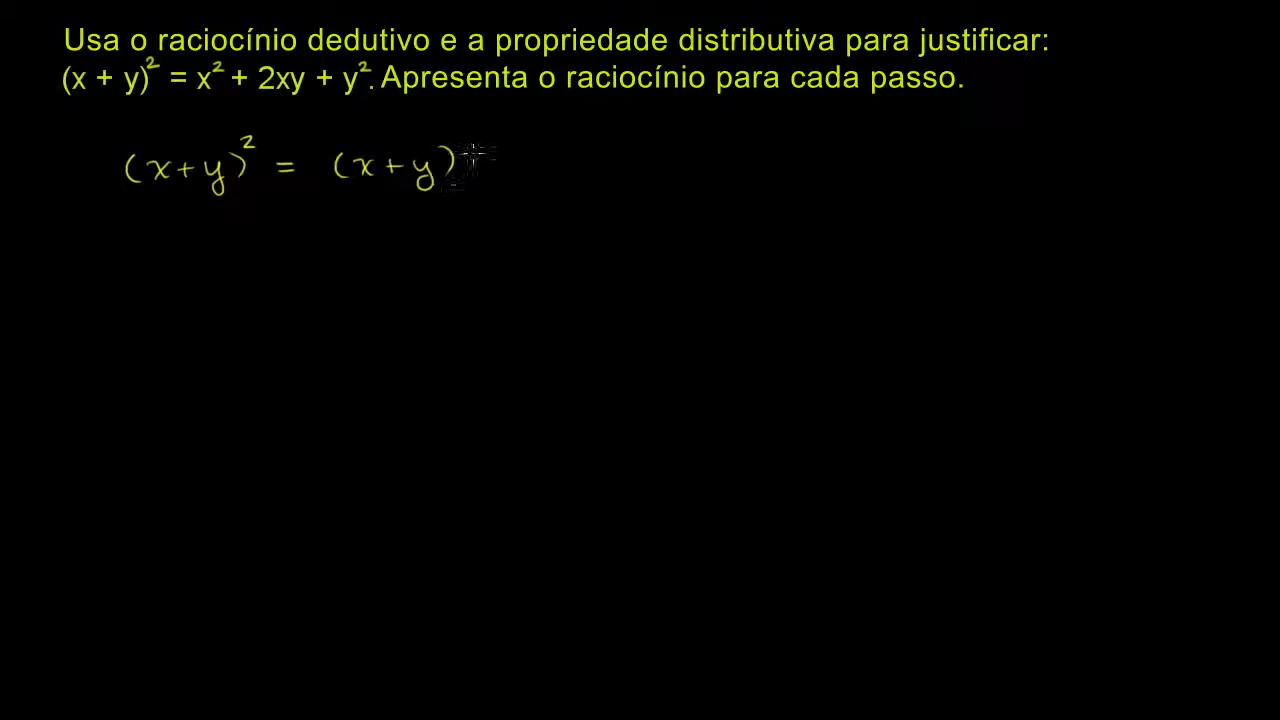 Usa o raciocínio dedutivo e a propriedade distributiva para justificar:
(x + y)² = x² + 2xy + y². Apresenta o raciocínio para cada passo.
(x+y)² = (x+y)